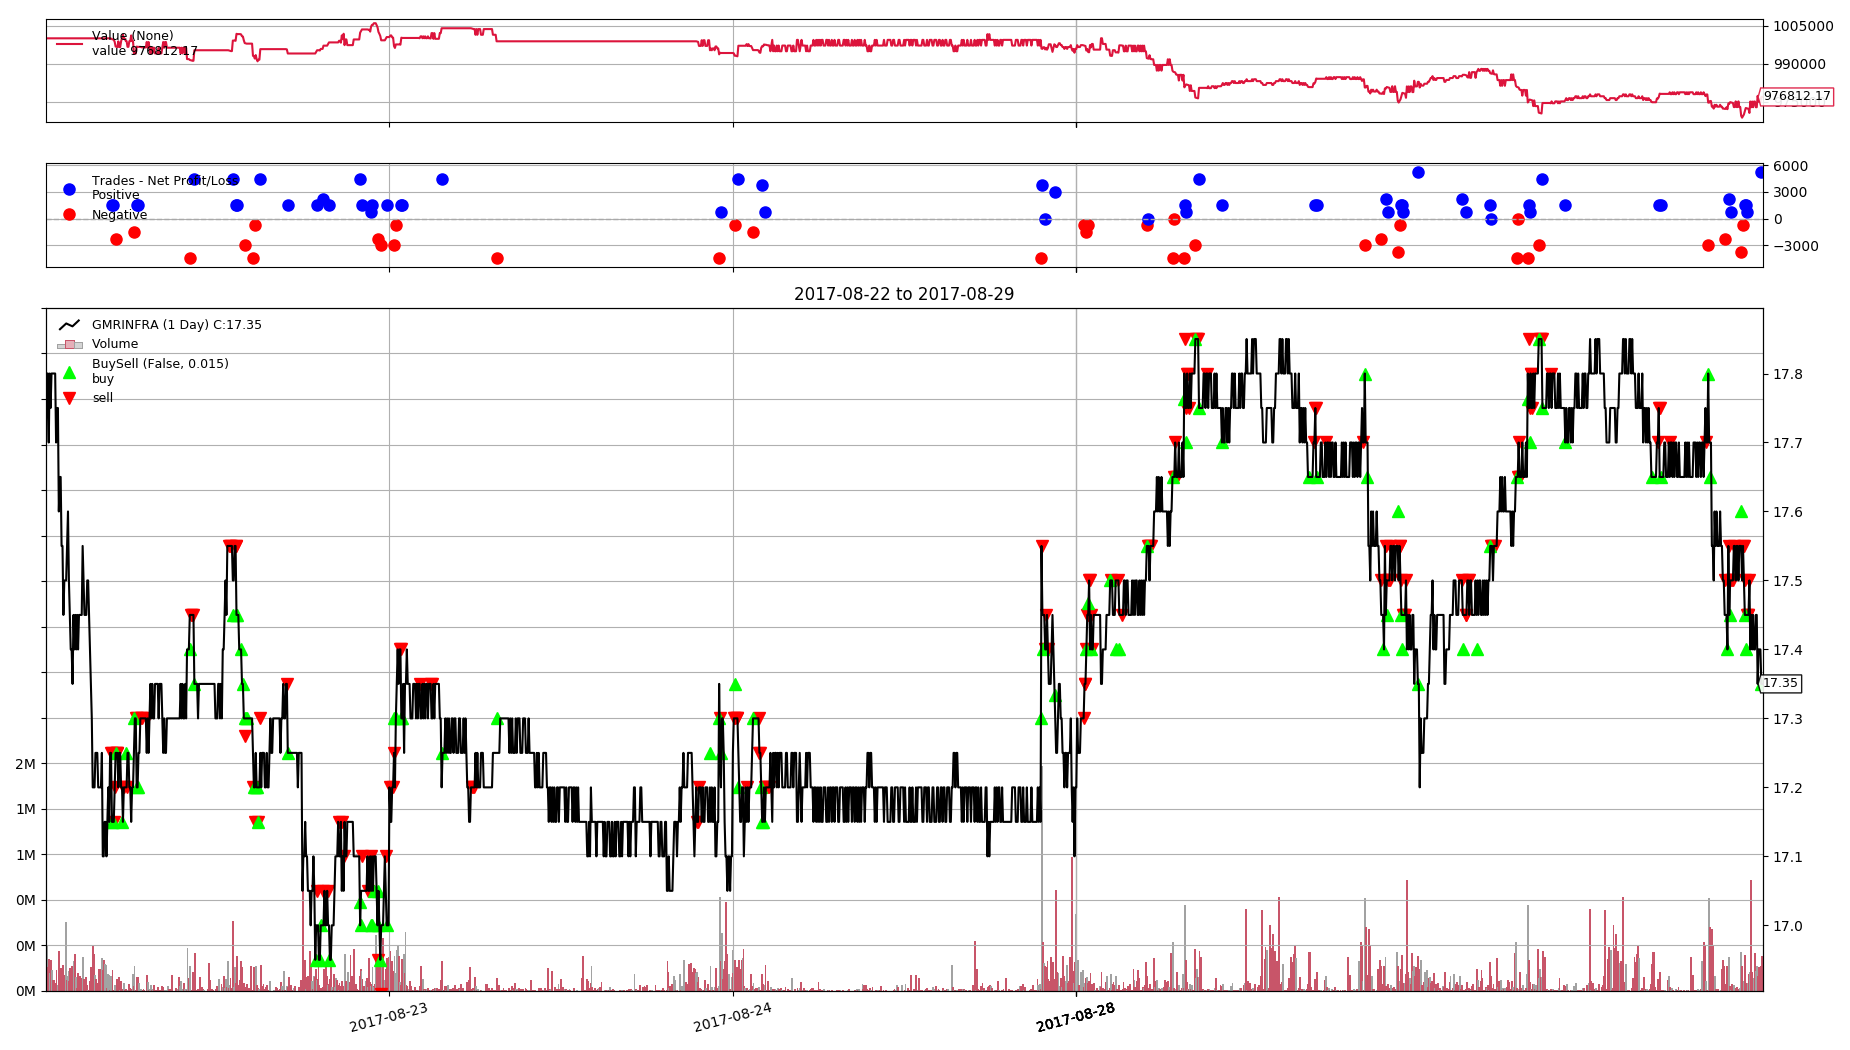 Value (None)
value 976812.17
1005000
990000
976812.17
Trades - Net Profit/Loss
Positive
Negative
6000
3000
0
−3000
2017-08-22 to 2017-08-29
GMRINFRA (1 Day) C:17.35
Volume
BuySell (False, 0.015)
buy
sell
17.8
17.7
17.6
17.5
17.4
17.35
17.3
17.2
17.1
17.0
2M
1M
1M
0M
0M
0M
2017-08-23
2017-08-24
2017-08-28